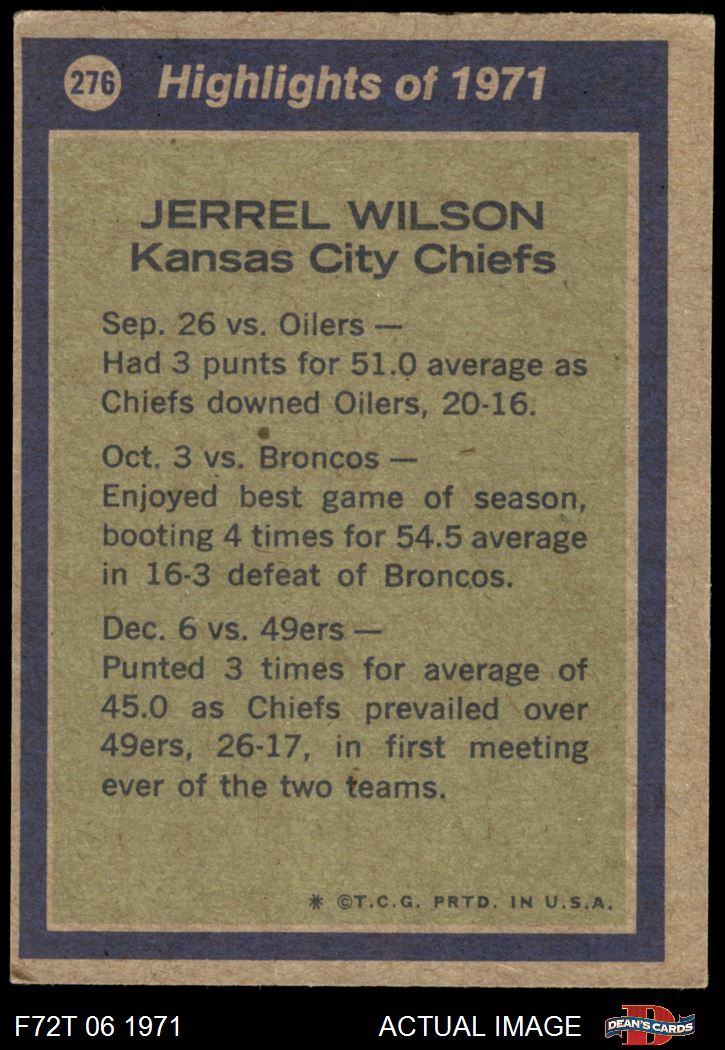 276 Highlights of 1971
JERREL WILSON
Kansas City Chiefs
Sep. 26 vs. Oilers —
Had 3 punts for 51.0 average as
Chiefs downed Oilers, 20-16.
Oct. 3 vs. Broncos —
Enjoyed best game of season,
booting 4 times for 54.5 average
in 16-3 defeat of Broncos.
Dec. 6 vs. 49ers —
Punted 3 times for average of
45.0 as Chiefs prevailed over
49ers, 26-17, in first meeting
ever of the two teams.
* ©T.C.G. PRTD. IN U.S.A.
F72T 06 1971 ACTUAL IMAGE
D
DEAN'S CARDS